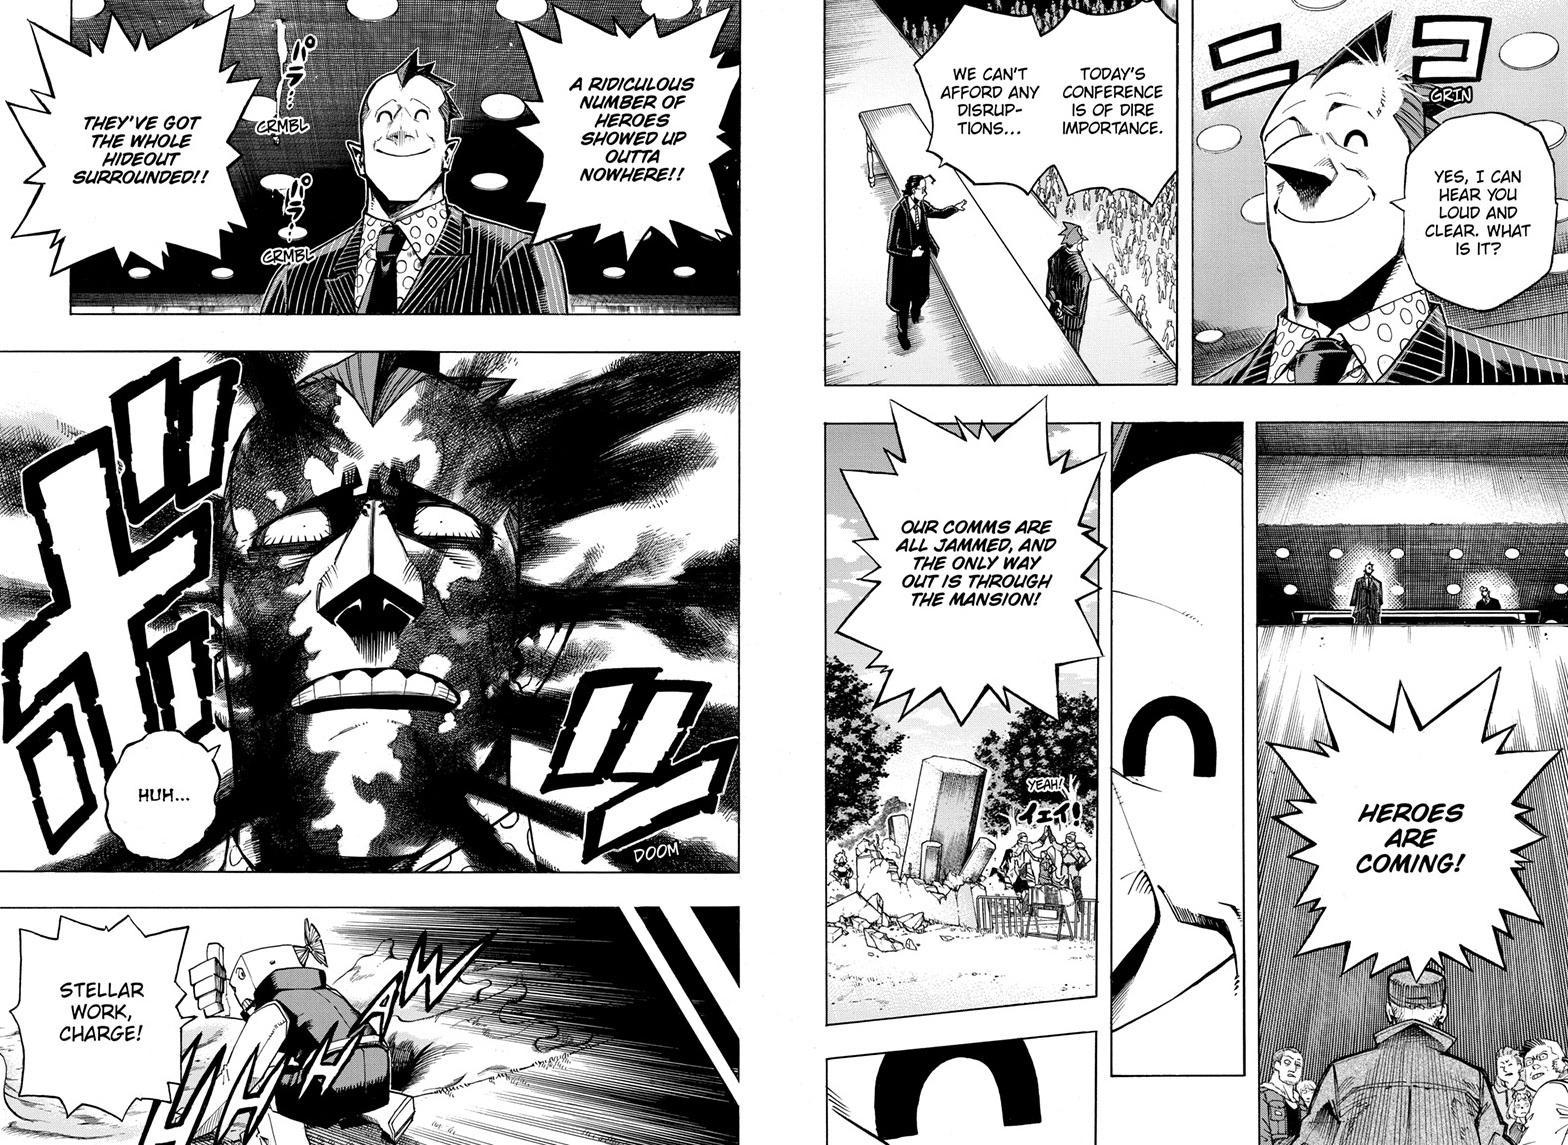 ニコ
GRIN
YES, I CAN
HEAR YOU
LOUD AND
CLEAR. WHAT
IS IT?
TODAY'S
CONFERENCE
IS OF DIRE
IMPORTANCE.
WE CAN'T
AFFORD ANY
DISRUP-
TIONS...
HEROES
ARE
COMING!
OUR COMMS ARE
ALL JAMMED, AND
THE ONLY WAY
OUT IS THROUGH
THE MANSION!
YEAH!
イェイ!
A RIDICULOUS
NUMBER OF
HEROES
SHOWED UP
OUTTA
NOWHERE!!
パラ…
CRMBL
パラ…
CRMBL
THEY'VE GOT
THE WHOLE
HIDEOUT
SURROUNDED!!
HUH...
DOOM
STELLAR
WORK,
CHARGE!
WHHHAAW